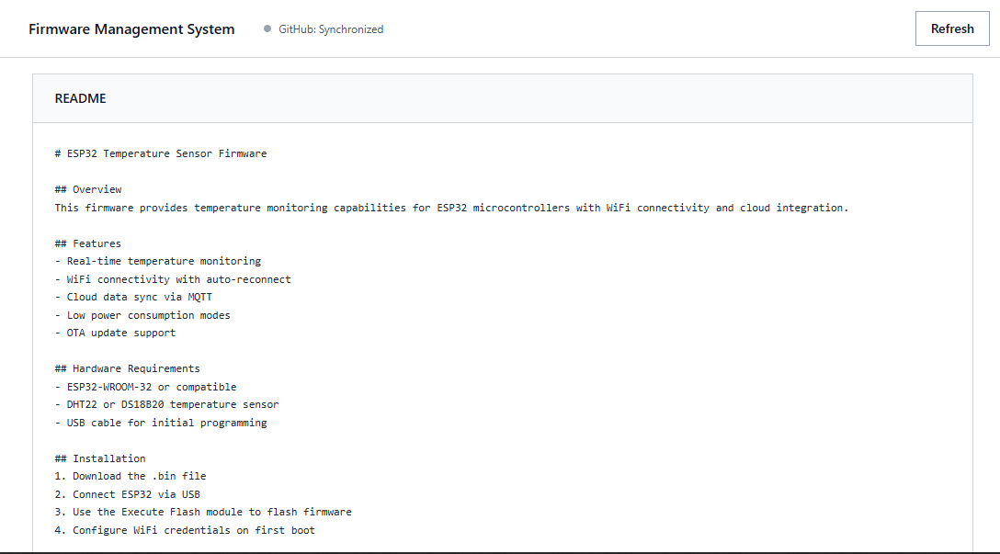 Firmware Management System
GitHub: Synchronized
Refresh
README
# ESP32 Temperature Sensor Firmware
## Overview
This firmware provides temperature monitoring capabilities for ESP32 microcontrollers with WiFi connectivity and cloud integration.
## Features
- Real-time temperature monitoring
- WiFi connectivity with auto-reconnect
- Cloud data sync via MQTT
- Low power consumption modes
- OTA update support
## Hardware Requirements
- ESP32-WROOM-32 or compatible
- DHT22 or DS18B20 temperature sensor
- USB cable for initial programming
## Installation
1. Download the .bin file
2. Connect ESP32 via USB
3. Use the Execute Flash module to flash firmware
4. Configure WiFi credentials on first boot